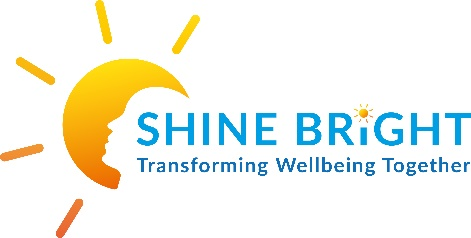 SHINE BRiGHT
Transforming Wellbeing Together